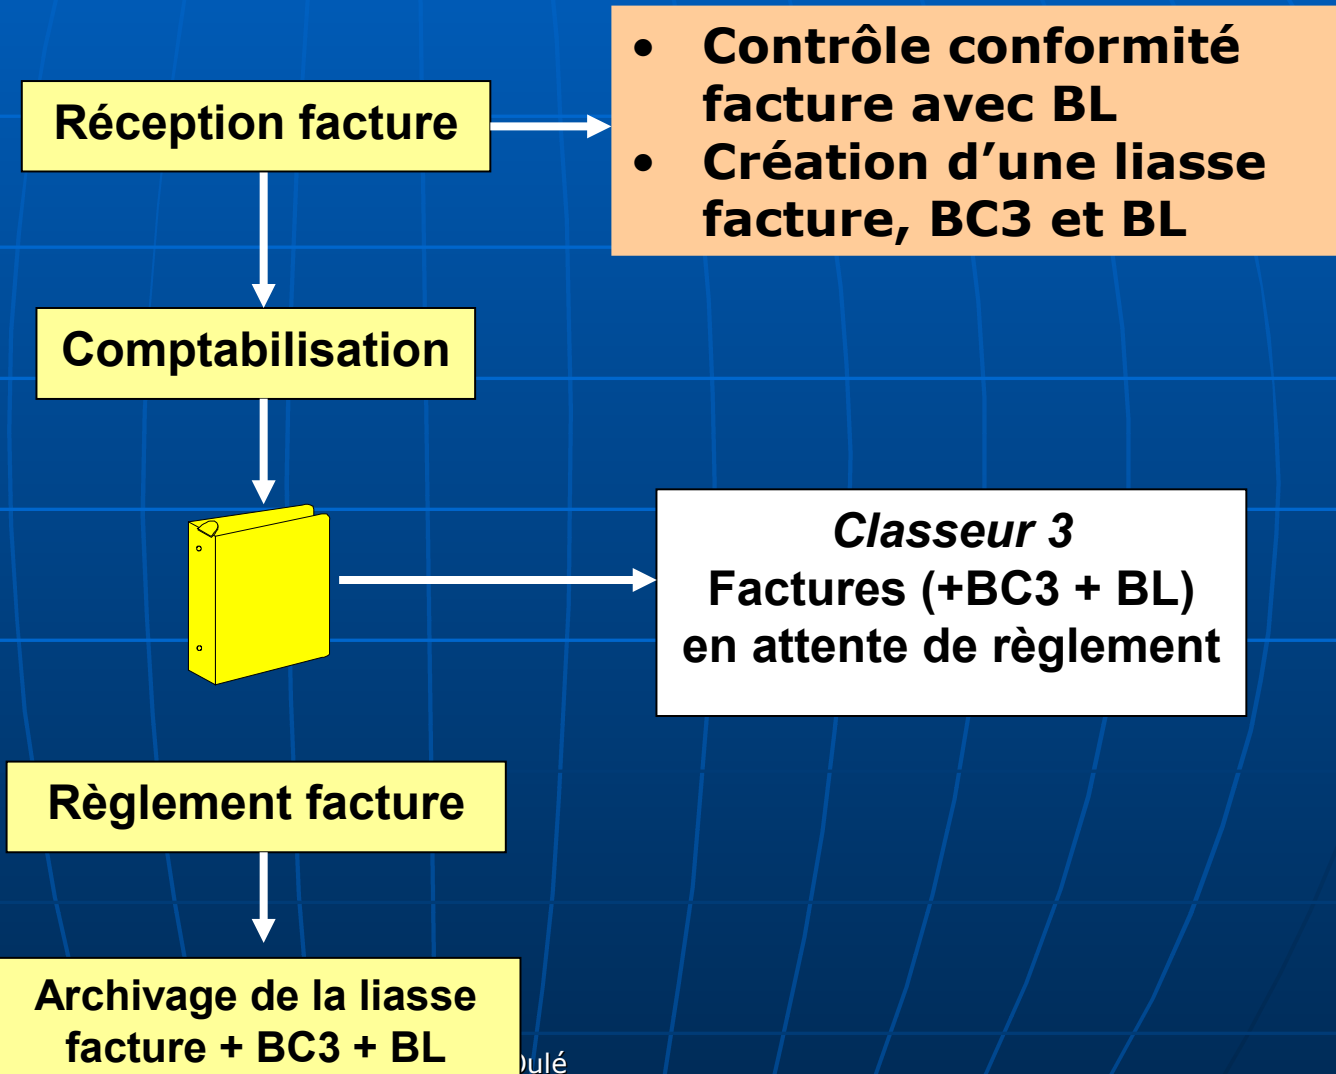 Réception facture
• Contrôle conformité
facture avec BL
• Création d’une liasse
facture, BC3 et BL
Comptabilisation
Classeur 3
Factures (+BC3 + BL)
en attente de règlement
Règlement facture
Archivage de la liasse
facture + BC3 + BL